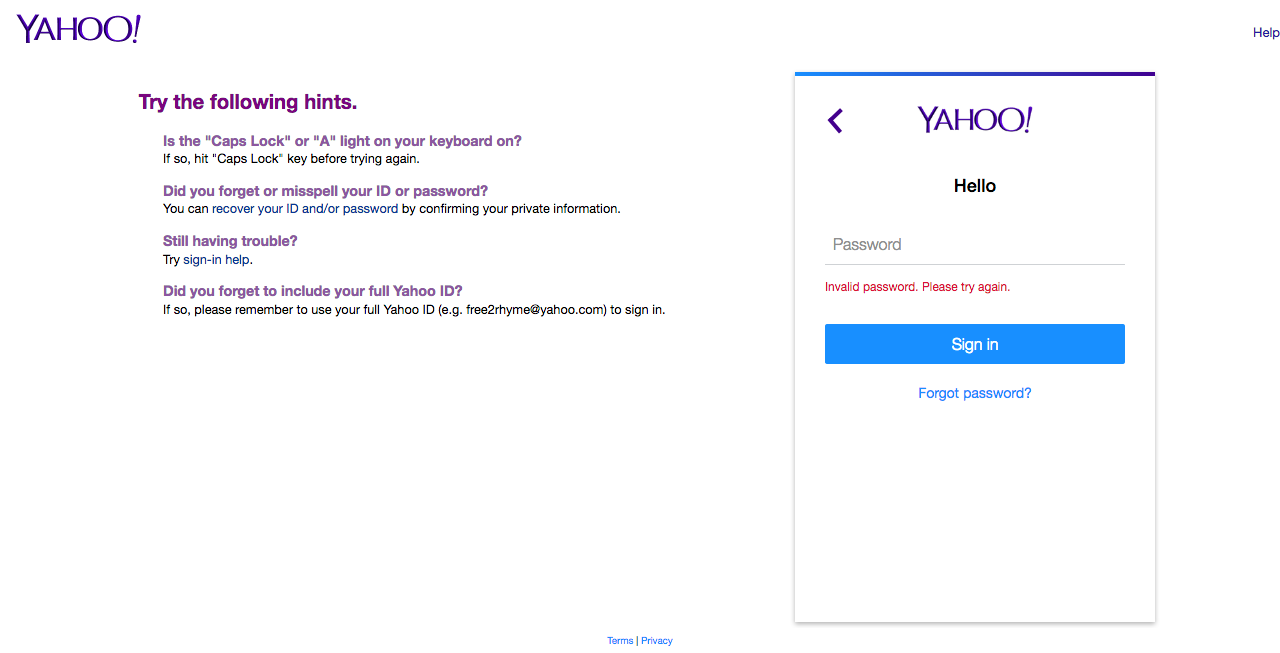 YAHOO!
Help
Try the following hints.
Is the "Caps Lock" or "A" light on your keyboard on?
If so, hit "Caps Lock" key before trying again.
Did you forget or misspell your ID or password?
You can recover your ID and/or password by confirming your private information.
Still having trouble?
Try sign-in help.
Did you forget to include your full Yahoo ID?
If so, please remember to use your full Yahoo ID (e.g. free2rhyme@yahoo.com) to sign in.
YAHOO!
Hello
Password
Invalid password. Please try again.
Sign in
Forgot password?
Terms | Privacy